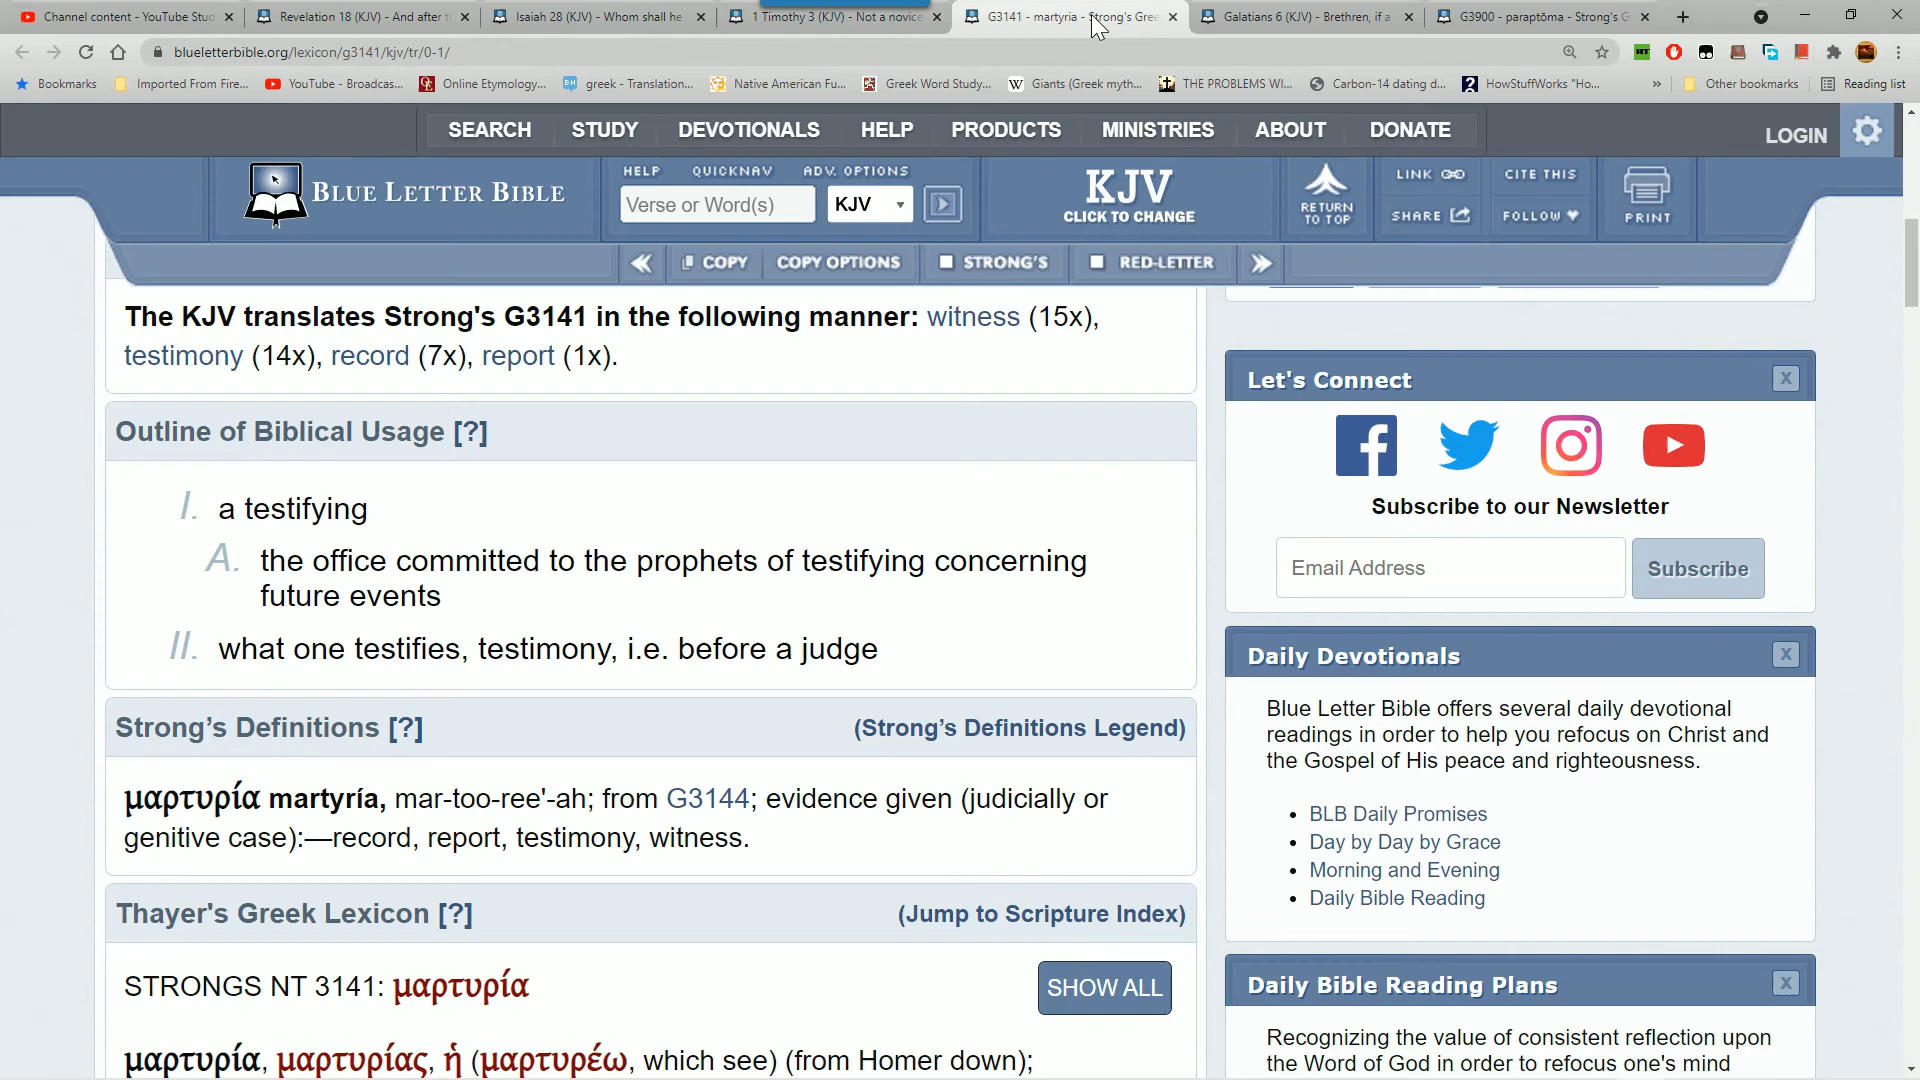 Channel content - YouTube Stud
Revelation 18 (KJV) - And after t
Isaiah 28 (KJV) - Whom shall he
1 Timothy 3 (KJV) - Not a novice
G3141 - martyria - Strong's Gree
Galatians 6 (KJV) - Brethren, if a
G3900 - paraptōma - Strong's G
blueletterbible.org/lexicon/g3141/kjv/tr/0-1/
Bookmarks
Imported From Fire...
YouTube - Broadcas...
Online Etymology...
greek - Translation...
Native American Fu...
Greek Word Study...
Giants (Greek myth...
THE PROBLEMS WI...
Carbon-14 dating d...
HowStuffWorks "Ho...
»
Other bookmarks
Reading list
SEARCH STUDY DEVOTIONALS HELP PRODUCTS MINISTRIES ABOUT DONATE
LOGIN
BLUE LETTER BIBLE
HELP QUICKNAV ADV. OPTIONS
Verse or Word(s)
KJV
KJV
CLICK TO CHANGE
RETURN
TO TOP
LINK
CITE THIS
SHARE
FOLLOW
PRINT
COPY
COPY OPTIONS
STRONG'S
RED-LETTER
The KJV translates Strong's G3141 in the following manner: witness (15x),
testimony (14x), record (7x), report (1x).
Outline of Biblical Usage [?]
I. a testifying
A. the office committed to the prophets of testifying concerning
future events
II. what one testifies, testimony, i.e. before a judge
Strong’s Definitions [?]
(Strong’s Definitions Legend)
μαρτυρία martyría, mar-too-ree'-ah; from G3144; evidence given (judicially or
genitive case):—record, report, testimony, witness.
Thayer's Greek Lexicon [?]
(Jump to Scripture Index)
STRONGS NT 3141: μαρτυρία
SHOW ALL
μαρτυρία, μαρτυρίας, ἡ (μαρτυρέω, which see) (from Homer down);
Let's Connect
X
Subscribe to our Newsletter
Email Address
Subscribe
Daily Devotionals
X
Blue Letter Bible offers several daily devotional
readings in order to help you refocus on Christ and
the Gospel of His peace and righteousness.
• BLB Daily Promises
• Day by Day by Grace
• Morning and Evening
• Daily Bible Reading
Daily Bible Reading Plans
X
Recognizing the value of consistent reflection upon
the Word of God in order to refocus one's mind